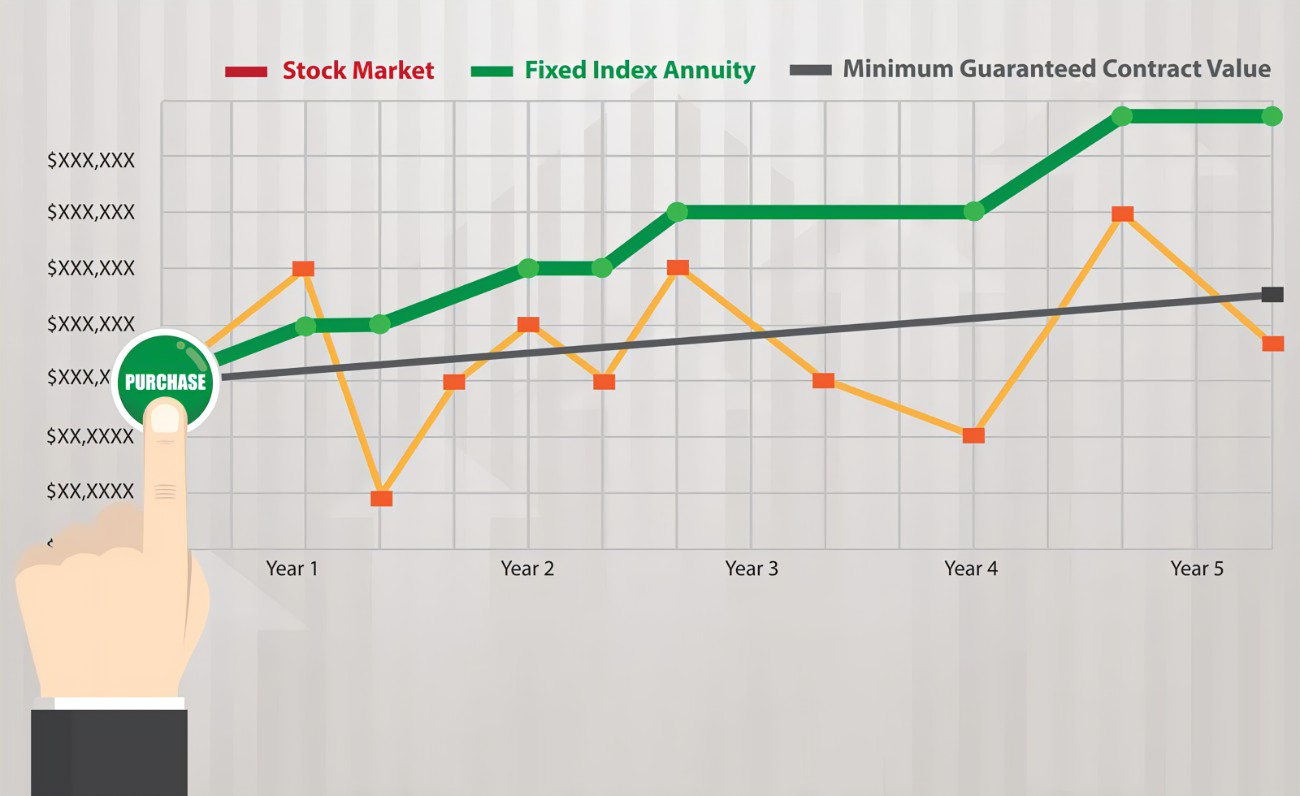 Stock Market
Fixed Index Annuity
Minimum Guaranteed Contract Value
$XXX,XXX
$XXX,XXX
$XXX,XXX
$XXX,XXX
$XXX,X
PURCHASE
$XX,XXXX
$XX,XXXX
Year 1
Year 2
Year 3
Year 4
Year 5